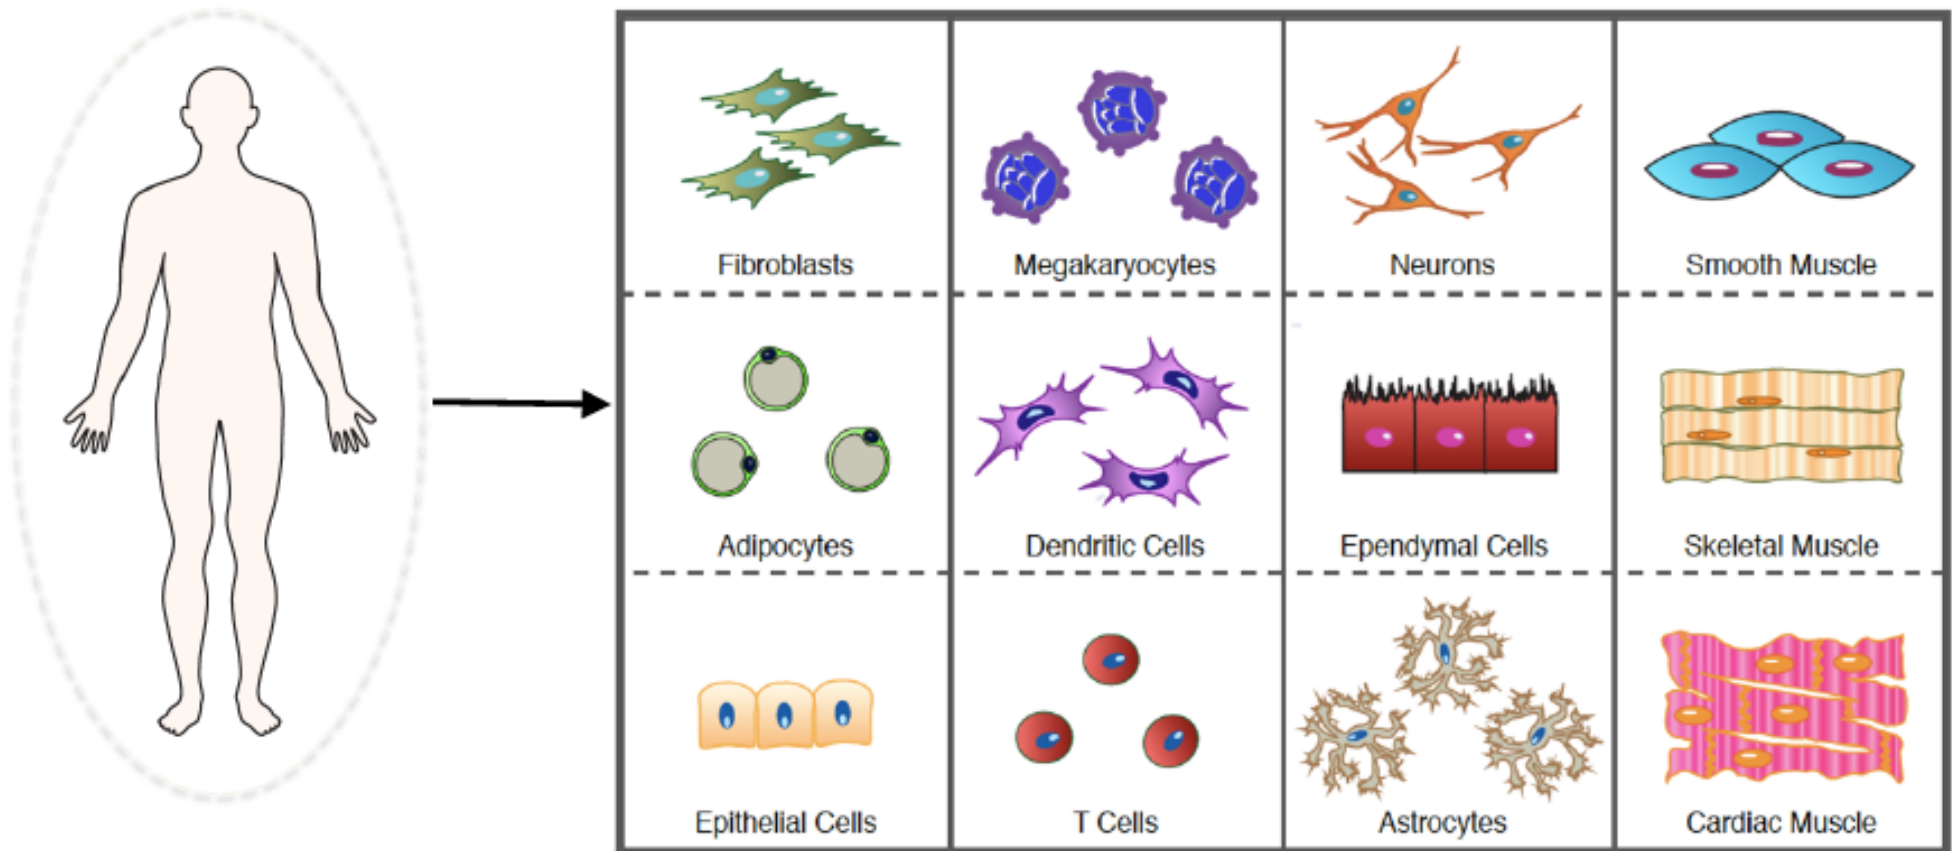 Fibroblasts
Megakaryocytes
Neurons
Smooth Muscle
Adipocytes
Dendritic Cells
Ependymal Cells
Skeletal Muscle
Epithelial Cells
T Cells
Astrocytes
Cardiac Muscle